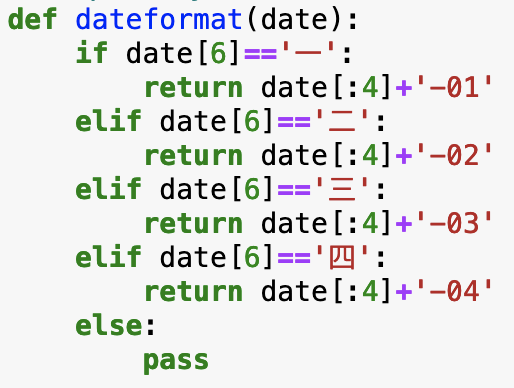 def dateformat(date):
    if date[6]=='一':
        return date[:4]+'-01'
    elif date[6]=='二':
        return date[:4]+'-02'
    elif date[6]=='三':
        return date[:4]+'-03'
    elif date[6]=='四':
        return date[:4]+'-04'
    else:
        pass